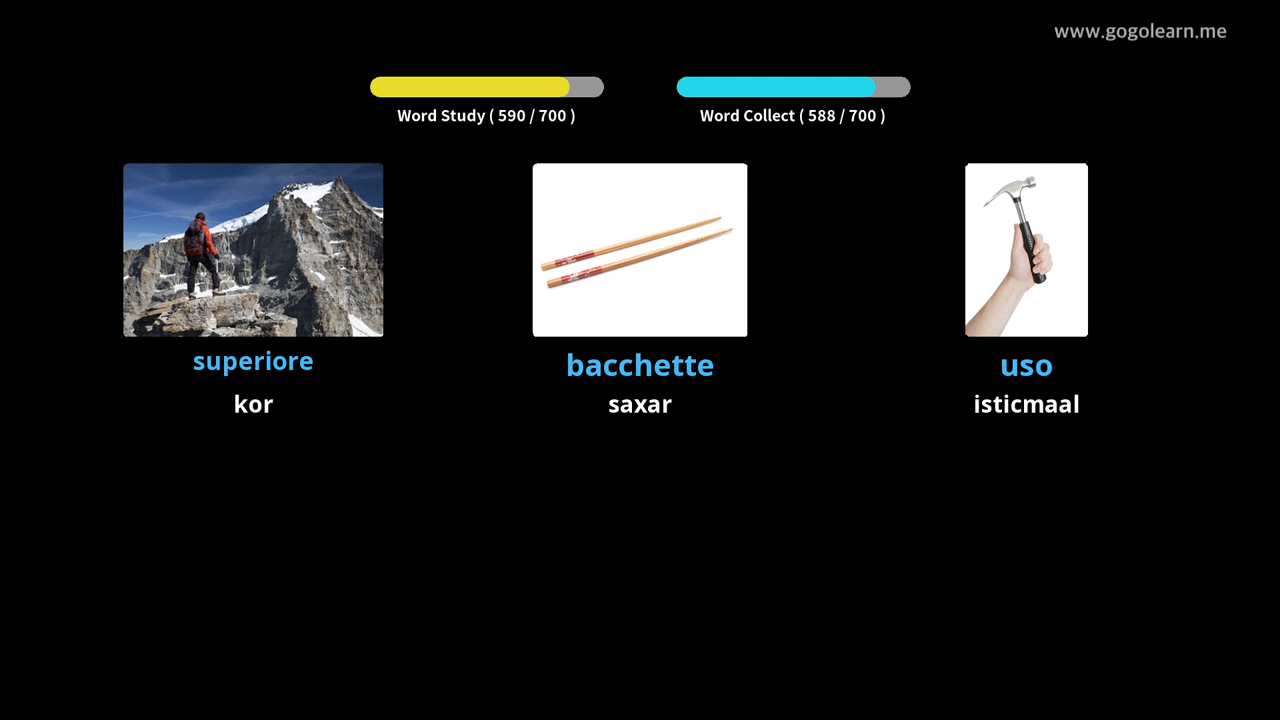 www.gogolearn.me
Word Study ( 590 / 700 )
Word Collect ( 588 / 700 )
superiore
bacchette
uso
kor
saxar
isticmaal